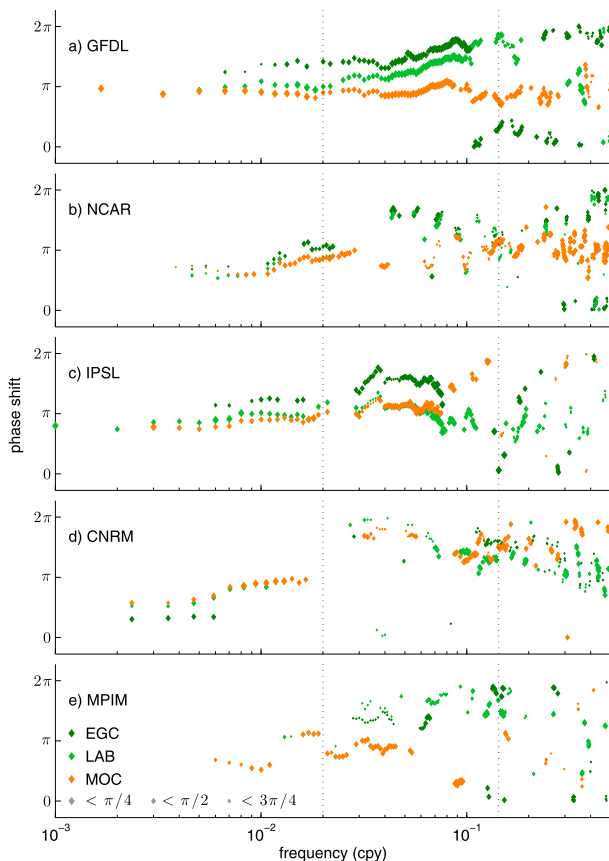 2π
a) GFDL
π
0
2π
b) NCAR
π
0
2π
c) IPSL
π
0
phase shift
2π
d) CNRM
π
0
2π
e) MPIM
π
EGC
LAB
MOC
0
< π/4 < π/2 < 3π/4
10⁻³ 10⁻² 10⁻¹
frequency (cpy)